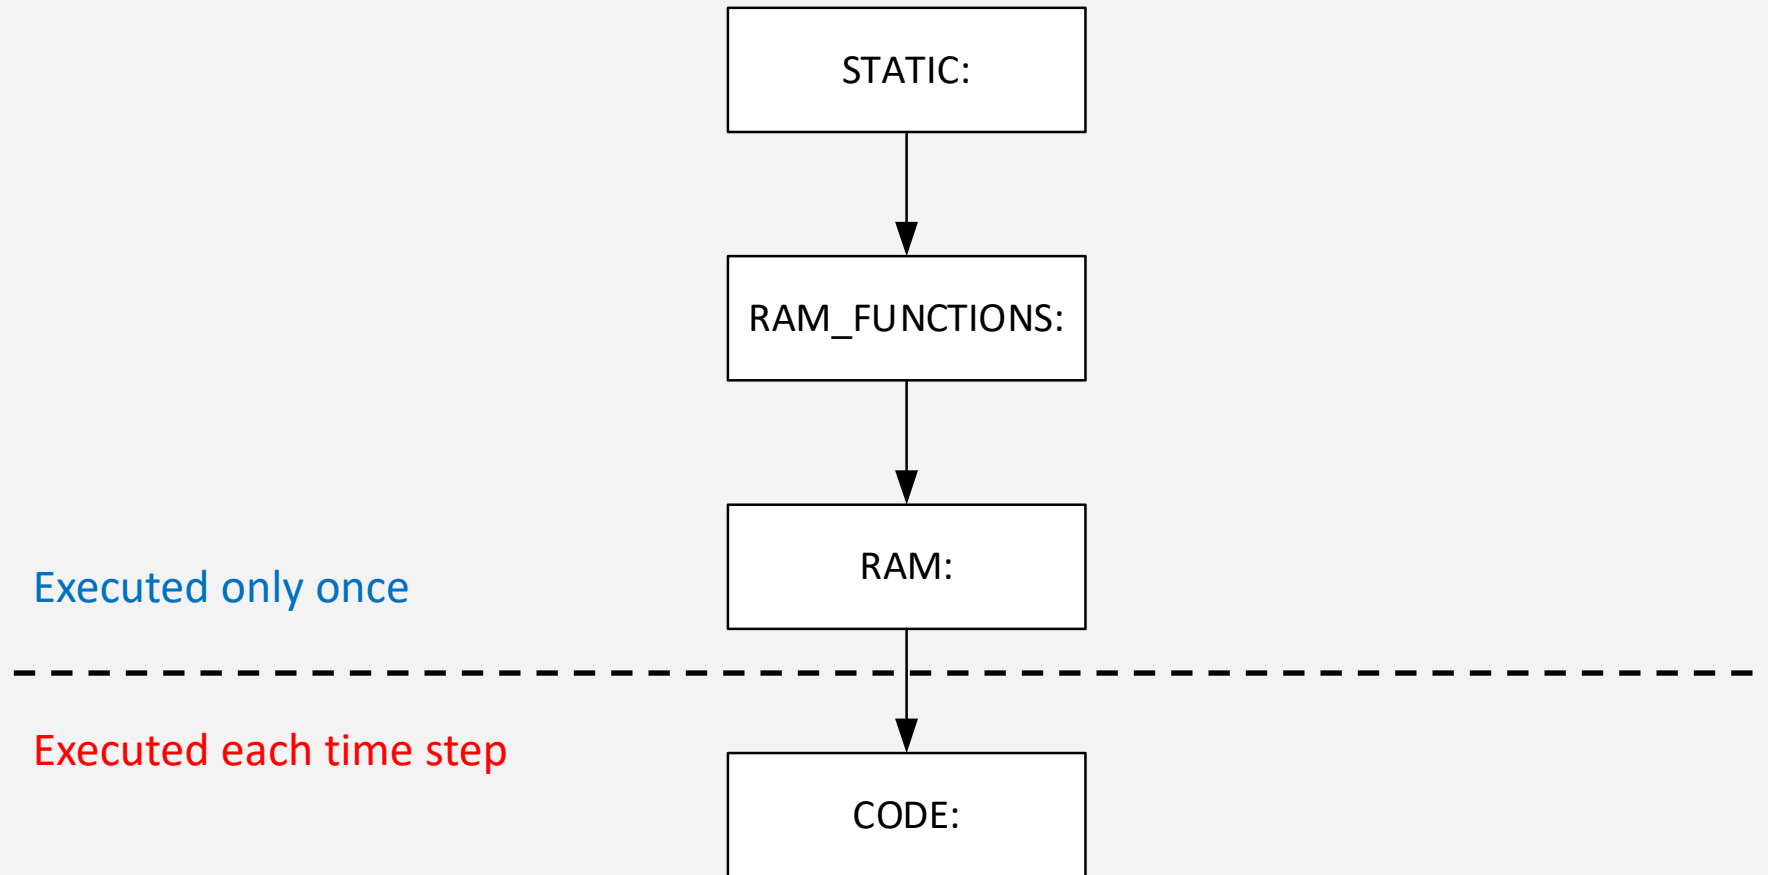 STATIC:
RAM_FUNCTIONS:
RAM:
Executed only once
Executed each time step
CODE: